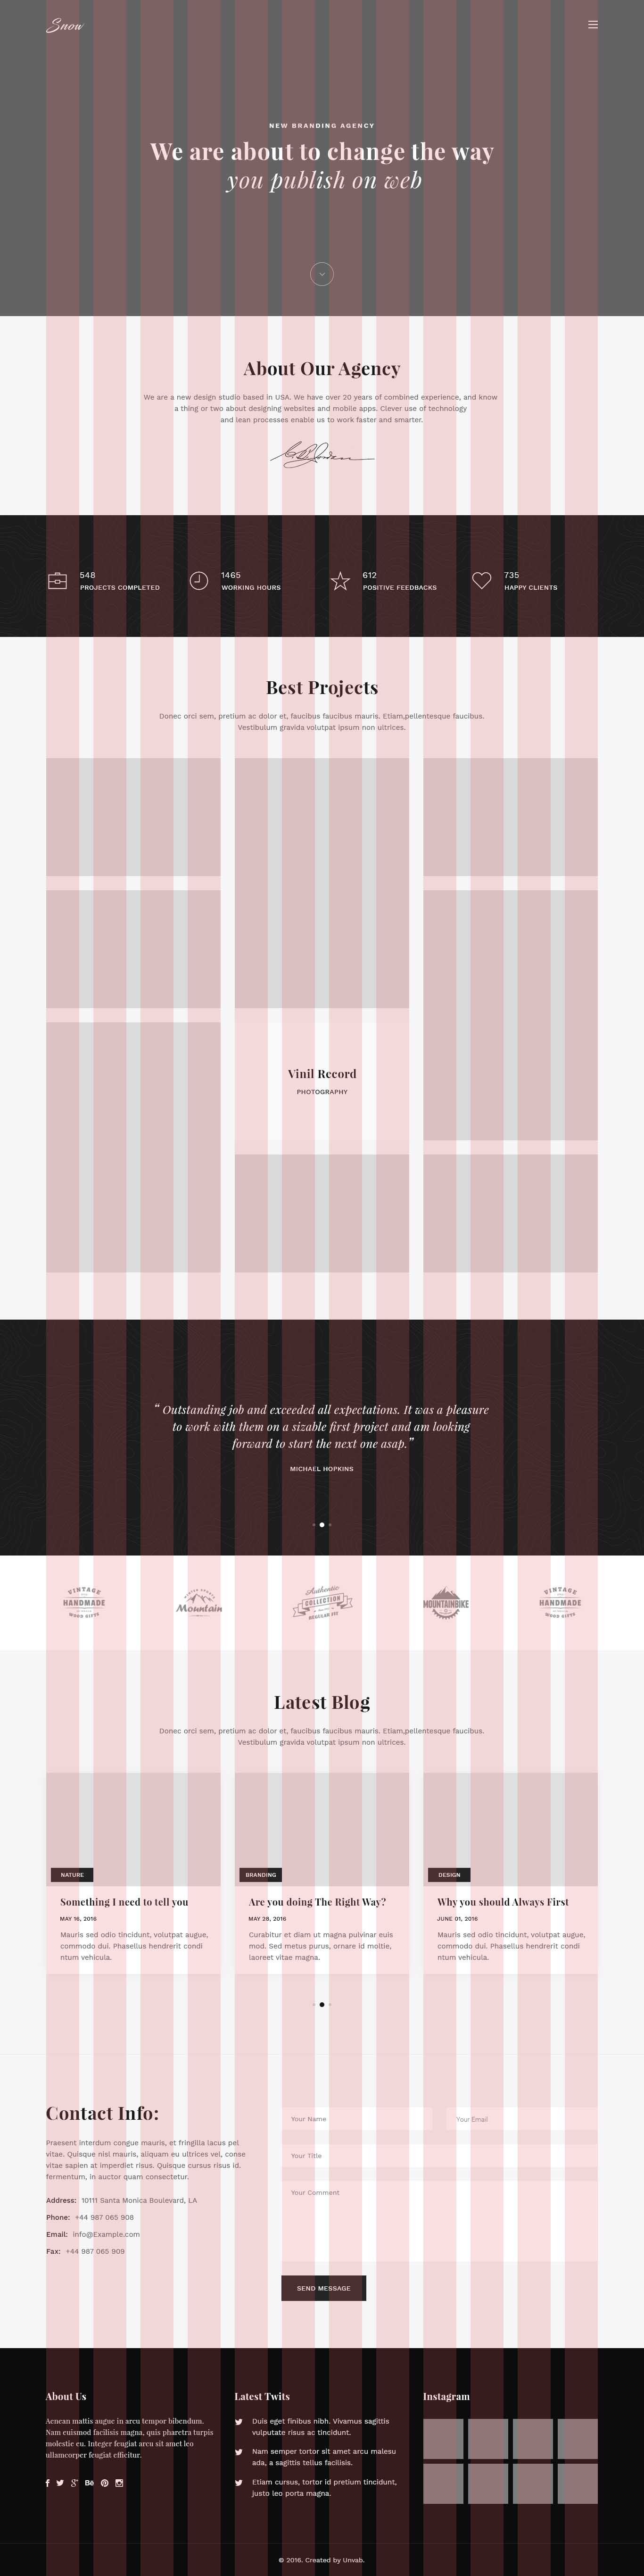 Snow
NEW BRANDING AGENCY
We are about to change the way
you publish on web
About Our Agency
We are a new design studio based in USA. We have over 20 years of combined experience, and know
a thing or two about designing websites and mobile apps. Clever use of technology
and lean processes enable us to work faster and smarter.
548
PROJECTS COMPLETED
1465
WORKING HOURS
612
POSITIVE FEEDBACKS
735
HAPPY CLIENTS
Best Projects
Donec orci sem, pretium ac dolor et, faucibus faucibus mauris. Etiam,pellentesque faucibus.
Vestibulum gravida volutpat ipsum non ultrices.
Vinil Record
PHOTOGRAPHY
“ Outstanding job and exceeded all expectations. It was a pleasure
to work with them on a sizable first project and am looking
forward to start the next one asap.”
MICHAEL HOPKINS
VINTAGE
HANDMADE
WOOD GIFTS
Mountain
Authentic
COLLECTION
REGULAR FIT
MOUNTAINBIKE
VINTAGE
HANDMADE
WOOD GIFTS
Latest Blog
Donec orci sem, pretium ac dolor et, faucibus faucibus mauris. Etiam,pellentesque faucibus.
Vestibulum gravida volutpat ipsum non ultrices.
NATURE
Something I need to tell you
MAY 16, 2016
Mauris sed odio tincidunt, volutpat augue,
commodo dui. Phasellus hendrerit condi
ntum vehicula.
BRANDING
Are you doing The Right Way?
MAY 28, 2016
Curabitur et diam ut magna pulvinar euis
mod. Sed metus purus, ornare id moltie,
laoreet vitae magna.
DESIGN
Why you should Always First
JUNE 01, 2016
Mauris sed odio tincidunt, volutpat augue,
commodo dui. Phasellus hendrerit condi
ntum vehicula.
Contact Info:
Praesent interdum congue mauris, et fringilla lacus pel
vitae. Quisque nisl mauris, aliquam eu ultrices vel, conse
vitae sapien at imperdiet risus. Quisque cursus risus id.
fermentum, in auctor quam consectetur.
Address: 10111 Santa Monica Boulevard, LA
Phone: +44 987 065 908
Email: info@Example.com
Fax: +44 987 065 909
Your Name
Your Email
Your Title
Your Comment
SEND MESSAGE
About Us
Aenean mattis augue in arcu tempor bibendum.
Nam euismod facilisis magna, quis pharetra turpis
molestie eu. Integer feugiat arcu sit amet leo
ullamcorper feugiat efficitur.
Bē
Latest Twits
Duis eget finibus nibh. Vivamus sagittis
vulputate risus ac tincidunt.
Nam semper tortor sit amet arcu malesu
ada, a sagittis tellus facilisis.
Etiam cursus, tortor id pretium tincidunt,
justo leo porta magna.
Instagram
© 2016. Created by Unvab.